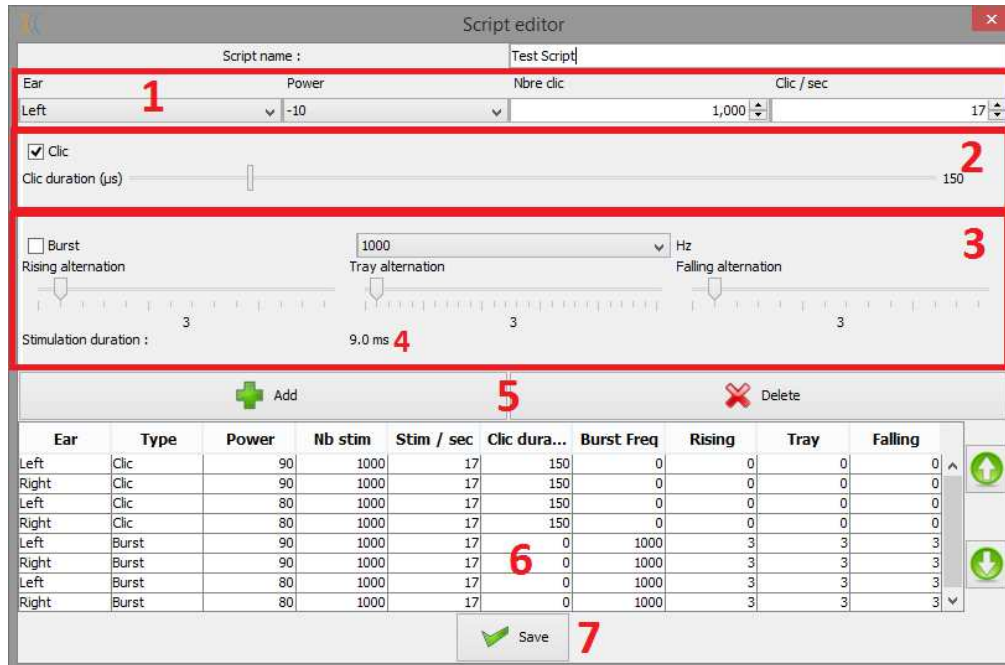 Script editor
Script name : Test Script
Ear Power Nbre clic Clic / sec
1
Left -10 1,000 17
Clic 2
Clic duration (µs) 150
Burst 1000 Hz 3
Rising alternation Tray alternation Falling alternation
3 3 3
Stimulation duration : 9.0 ms 4
Add 5 Delete
Ear Type Power Nb stim Stim / sec Clic dura... Burst Freq Rising Tray Falling
Left Clic 90 1000 17 150 0 0 0 0
Right Clic 90 1000 17 150 0 0 0 0
Left Clic 80 1000 17 150 0 0 0 0
Right Clic 80 1000 17 150 0 0 0 0
Left Burst 90 1000 17 0 1000 3 3 3
Right Burst 90 1000 17 0 1000 3 3 3
Left Burst 80 1000 17 0 1000 3 3 3
Right Burst 80 1000 17 0 1000 3 3 3
6
Save 7